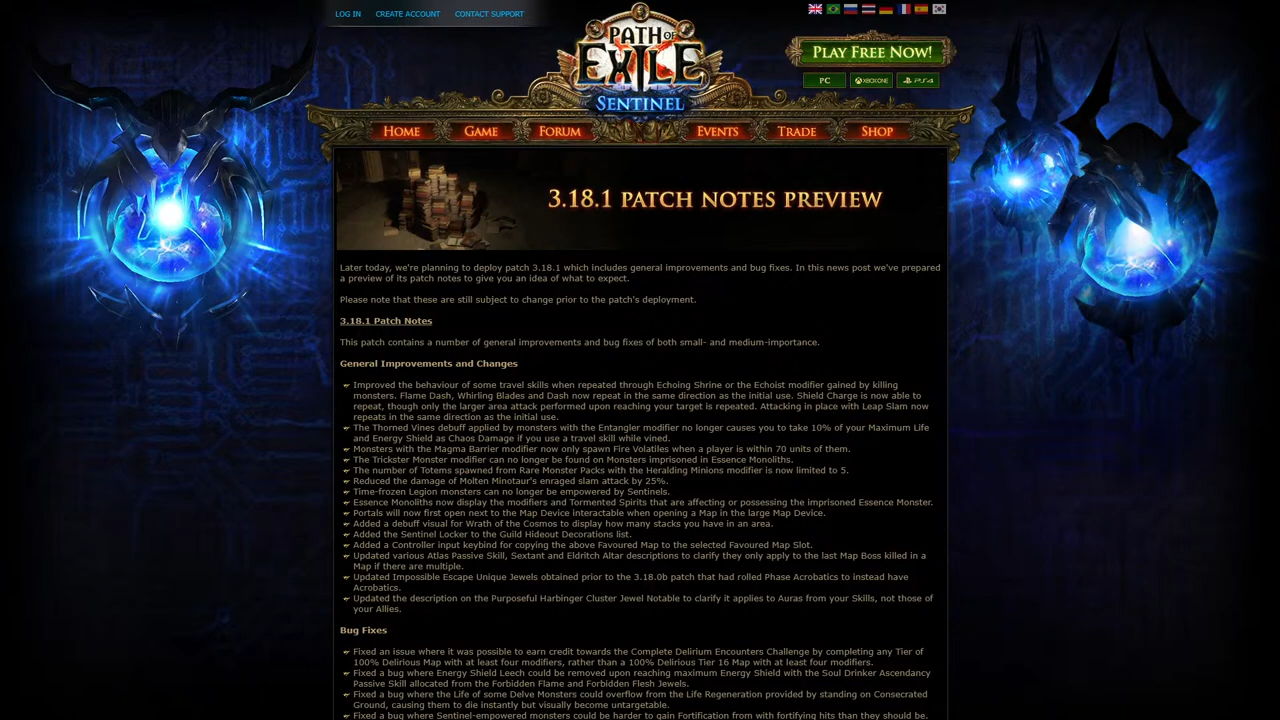 LOG IN CREATE ACCOUNT CONTACT SUPPORT
PATH OF
EXILE
SENTINEL
PLAY FREE NOW!
PC XBOX ONE PS4
HOME GAME FORUM EVENTS TRADE SHOP
3.18.1 PATCH NOTES PREVIEW
Later today, we're planning to deploy patch 3.18.1 which includes general improvements and bug fixes. In this news post we've prepared
a preview of its patch notes to give you an idea of what to expect.
Please note that these are still subject to change prior to the patch's deployment.
3.18.1 Patch Notes
This patch contains a number of general improvements and bug fixes of both small- and medium-importance.
General Improvements and Changes
Improved the behaviour of some travel skills when repeated through Echoing Shrine or the Echoist modifier gained by killing
monsters. Flame Dash, Whirling Blades and Dash now repeat in the same direction as the initial use. Shield Charge is now able to
repeat, though only the larger area attack performed upon reaching your target is repeated. Attacking in place with Leap Slam now
repeats in the same direction as the initial use.
The Thorned Vines debuff applied by monsters with the Entangler modifier no longer causes you to take 10% of your Maximum Life
and Energy Shield as Chaos Damage if you use a travel skill while vined.
Monsters with the Magma Barrier modifier now only spawn Fire Volatiles when a player is within 70 units of them.
The Trickster Monster modifier can no longer be found on Monsters imprisoned in Essence Monoliths.
The number of Totems spawned from Rare Monster Packs with the Heralding Minions modifier is now limited to 5.
Reduced the damage of Molten Minotaur's enraged slam attack by 25%.
Time-frozen Legion monsters can no longer be empowered by Sentinels.
Essence Monoliths now display the modifiers and Tormented Spirits that are affecting or possessing the imprisoned Essence Monster.
Portals will now first open next to the Map Device interactable when opening a Map in the large Map Device.
Added a debuff visual for Wrath of the Cosmos to display how many stacks you have in an area.
Added the Sentinel Locker to the Guild Hideout Decorations list.
Added a Controller input keybind for copying the above Favoured Map to the selected Favoured Map Slot.
Updated various Atlas Passive Skill, Sextant and Eldritch Altar descriptions to clarify they only apply to the last Map Boss killed in a
Map if there are multiple.
Updated Impossible Escape Unique Jewels obtained prior to the 3.18.0b patch that had rolled Phase Acrobatics to instead have
Acrobatics.
Updated the description on the Purposeful Harbinger Cluster Jewel Notable to clarify it applies to Auras from your Skills, not those of
your Allies.
Bug Fixes
Fixed an issue where it was possible to earn credit towards the Complete Delirium Encounters Challenge by completing any Tier of
100% Delirious Map with at least four modifiers, rather than a 100% Delirious Tier 16 Map with at least four modifiers.
Fixed a bug where Energy Shield Leech could be removed upon reaching maximum Energy Shield with the Soul Drinker Ascendancy
Passive Skill allocated from the Forbidden Flame and Forbidden Flesh Jewels.
Fixed a bug where the Life of some Delve Monsters could overflow from the Life Regeneration provided by standing on Consecrated
Ground, causing them to die instantly but visually become untargetable.
Fixed a bug where Sentinel-empowered monsters could be harder to gain Fortification from with fortifying hits than they should be.